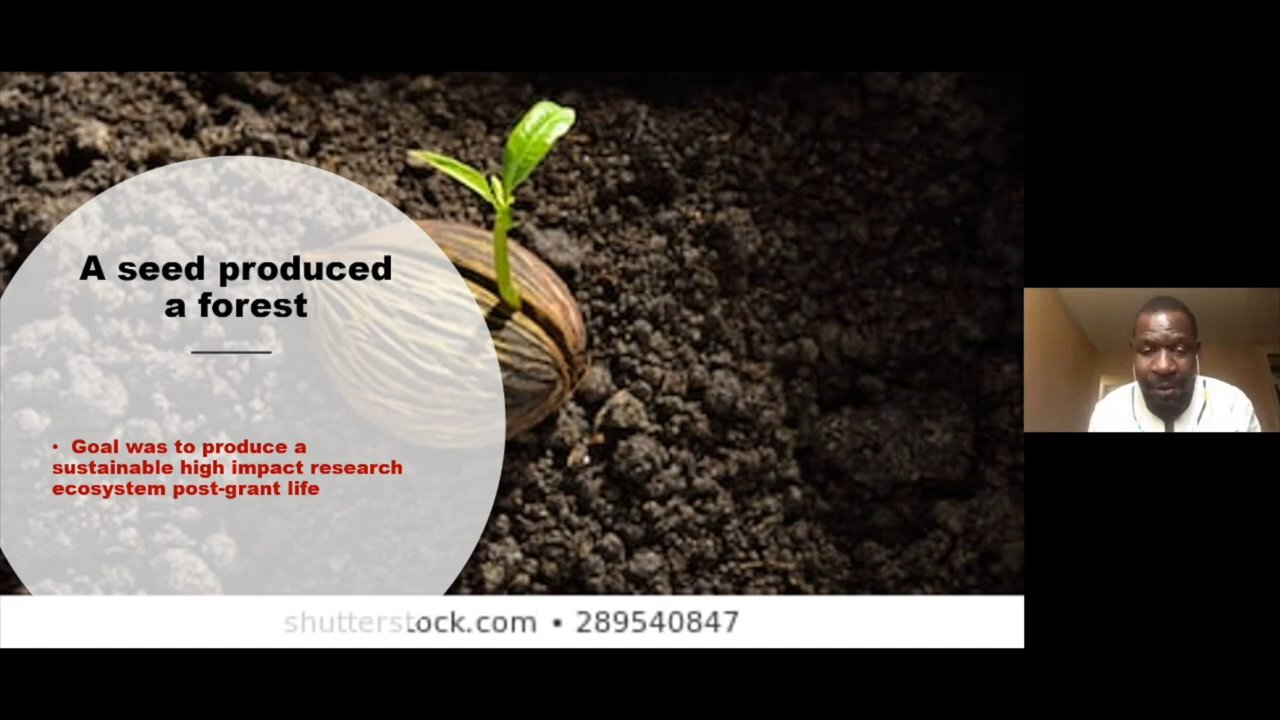 A seed produced
a forest
• Goal was to produce a
sustainable high impact research
ecosystem post-grant life
shutterstock.com • 289540847